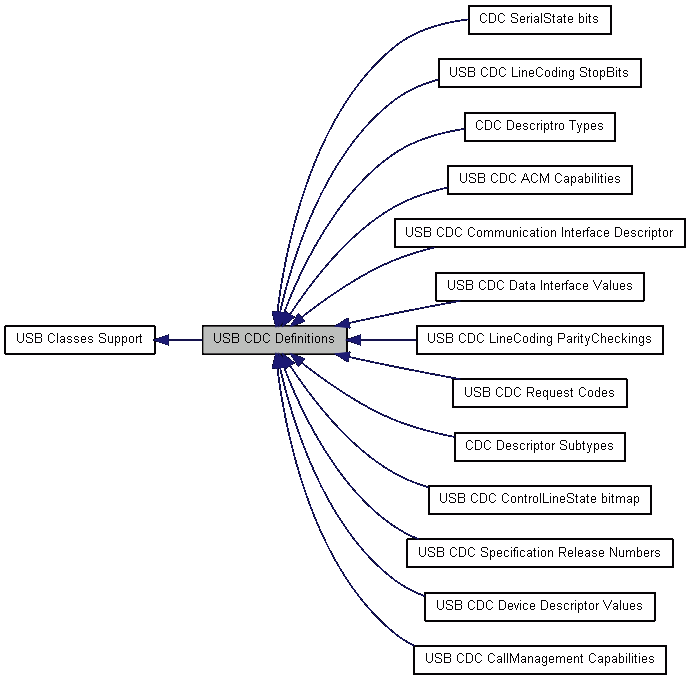 CDC SerialState bits
USB CDC LineCoding StopBits
CDC Descriptro Types
USB CDC ACM Capabilities
USB CDC Communication Interface Descriptor
USB CDC Data Interface Values
USB Classes Support
USB CDC Definitions
USB CDC LineCoding ParityCheckings
USB CDC Request Codes
CDC Descriptor Subtypes
USB CDC ControlLineState bitmap
USB CDC Specification Release Numbers
USB CDC Device Descriptor Values
USB CDC CallManagement Capabilities